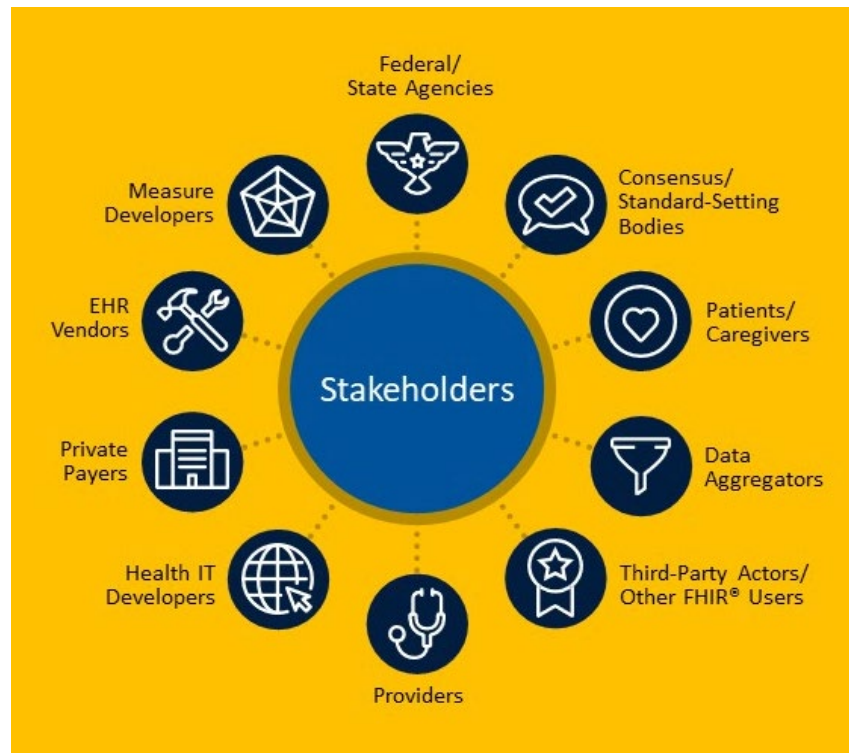 Federal/
State Agencies
Consensus/
Standard-Setting
Bodies
Patients/
Caregivers
Data
Aggregators
Third-Party Actors/
Other FHIR® Users
Providers
Health IT
Developers
Private
Payers
EHR
Vendors
Measure
Developers
Stakeholders